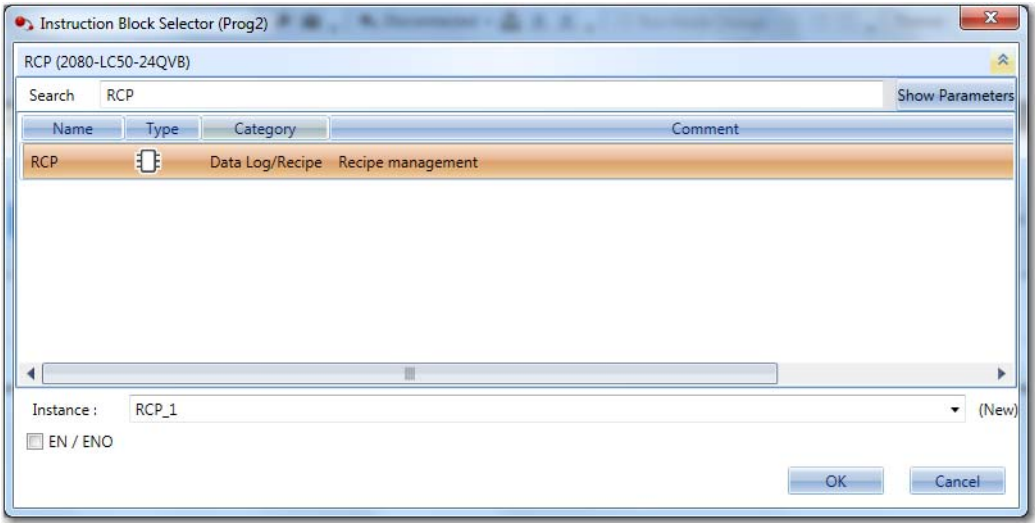 Instruction Block Selector (Prog2)
RCP (2080-LC50-24QVB)
Search RCP Show Parameters
Name Type Category Comment
RCP Data Log/Recipe Recipe management
Instance : RCP_1 (New)
EN / ENO
OK Cancel